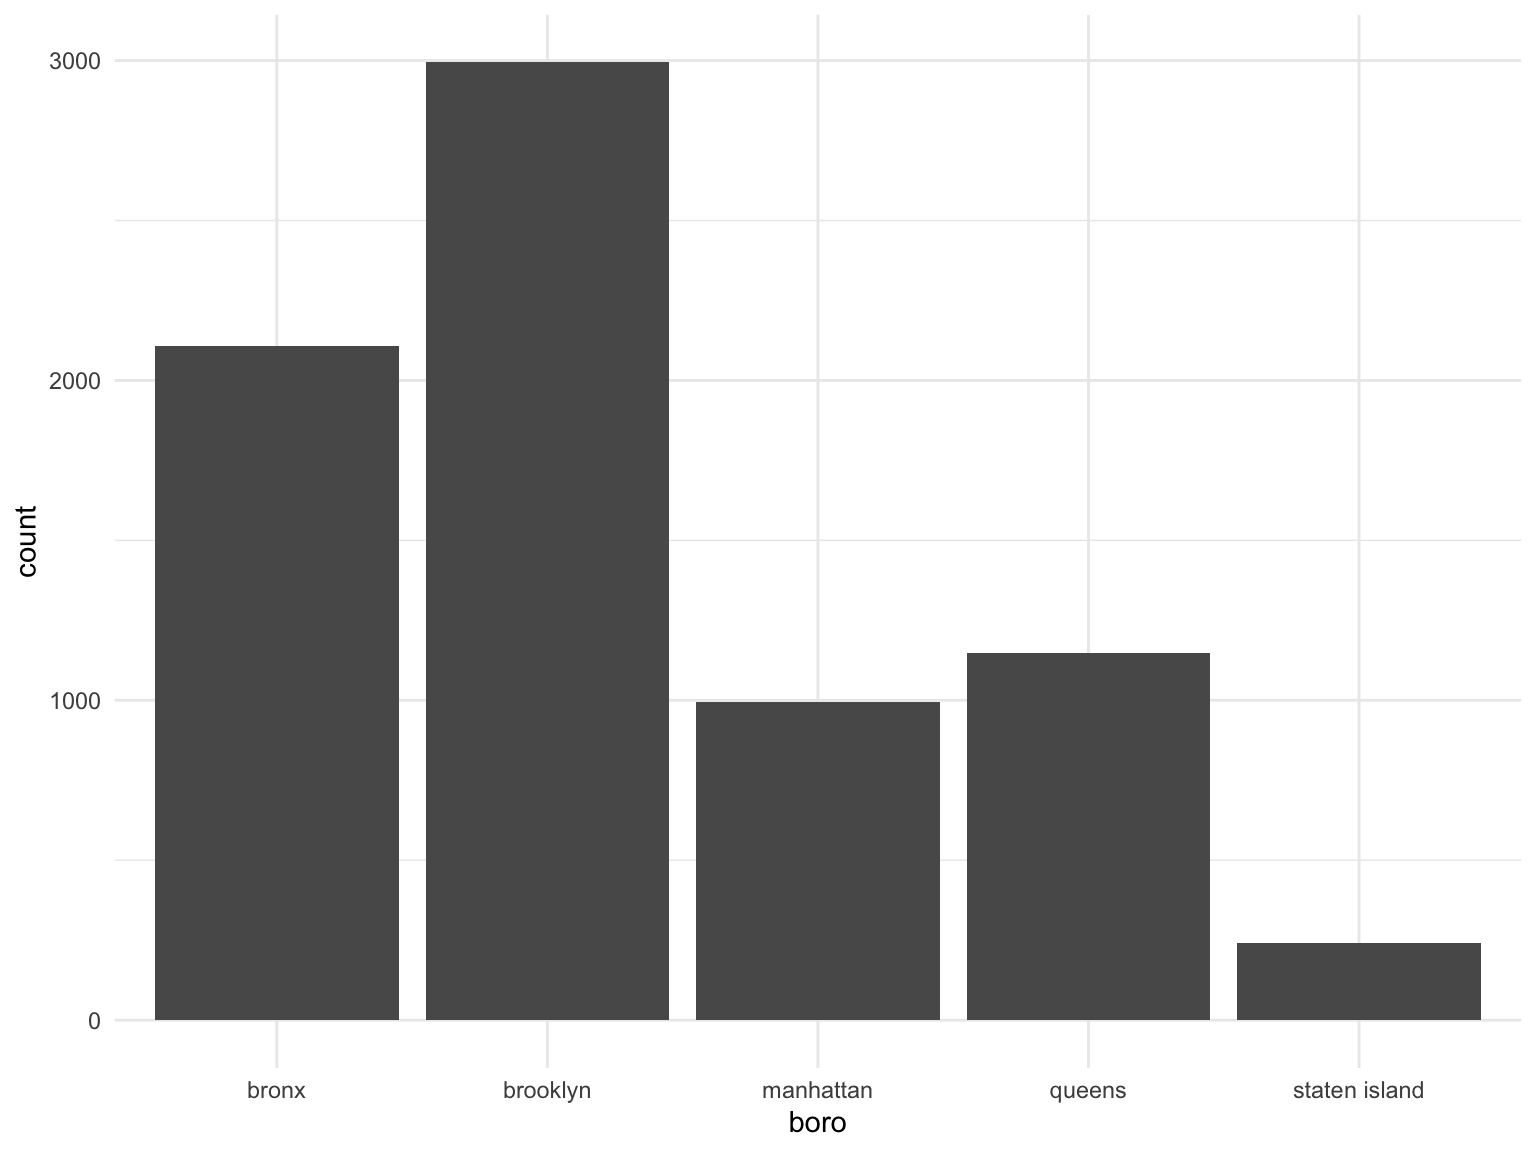 3000
2000
1000
0
count
bronx brooklyn manhattan queens staten island
boro